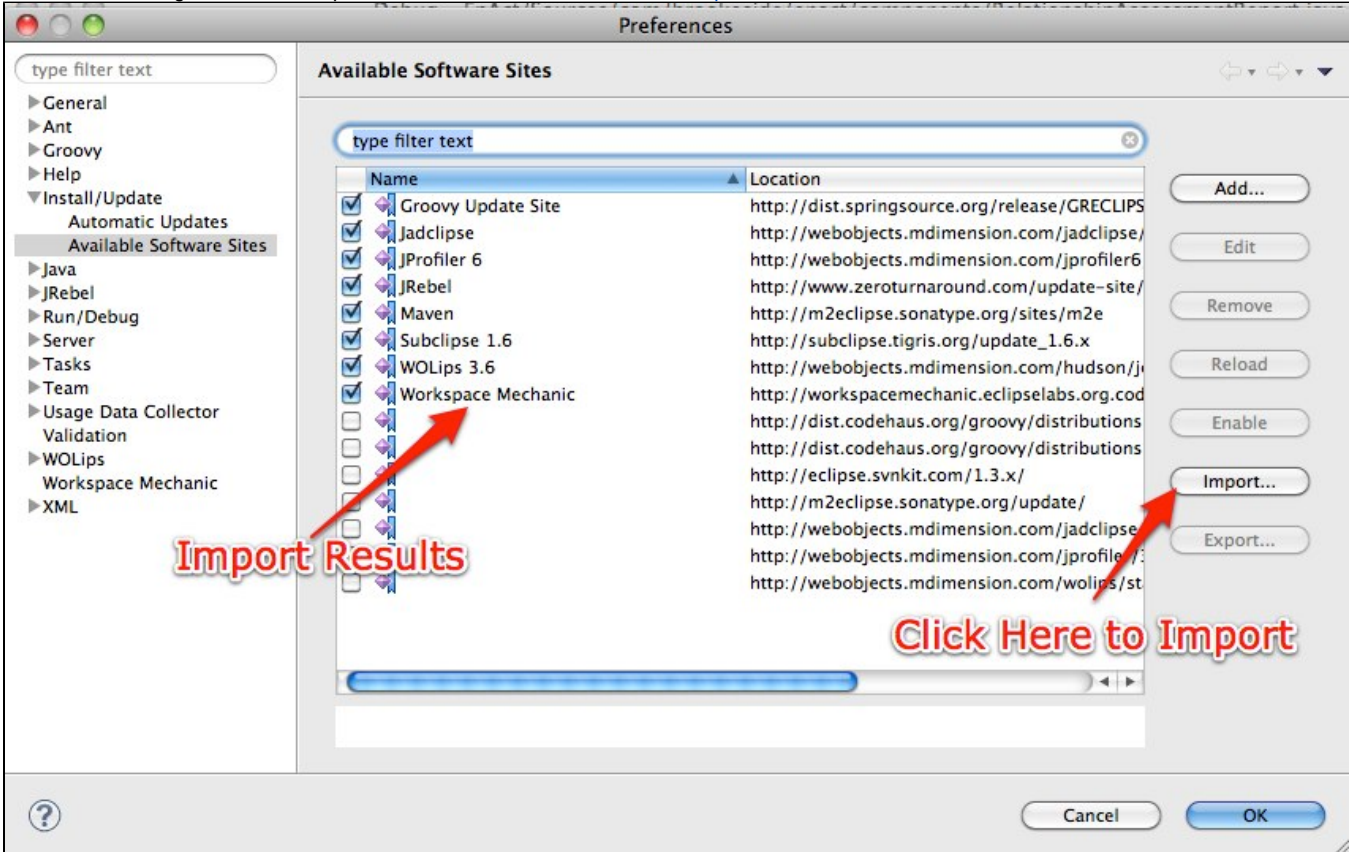 Preferences
type filter text
General
Ant
Groovy
Help
Install/Update
Automatic Updates
Available Software Sites
Java
JRebel
Run/Debug
Server
Tasks
Team
Usage Data Collector
Validation
WOLips
Workspace Mechanic
XML
Available Software Sites
type filter text
Name Location
Groovy Update Site http://dist.springsource.org/release/GRECLIPS
Jadclipse http://webobjects.mdimension.com/jadclipse/
JProfiler 6 http://webobjects.mdimension.com/jprofiler6
JRebel http://www.zeroturnaround.com/update-site/
Maven http://m2eclipse.sonatype.org/sites/m2e
Subclipse 1.6 http://subclipse.tigris.org/update_1.6.x
WOLips 3.6 http://webobjects.mdimension.com/hudson/j
Workspace Mechanic http://workspacemechanic.eclipselabs.org.cod
http://dist.codehaus.org/groovy/distributions
http://dist.codehaus.org/groovy/distributions
http://eclipse.svnkit.com/1.3.x/
http://m2eclipse.sonatype.org/update/
http://webobjects.mdimension.com/jadclipse
http://webobjects.mdimension.com/jprofiler/3
http://webobjects.mdimension.com/wolips/st
Add...
Edit
Remove
Reload
Enable
Import...
Export...
Import Results
Click Here to Import
?
Cancel
OK